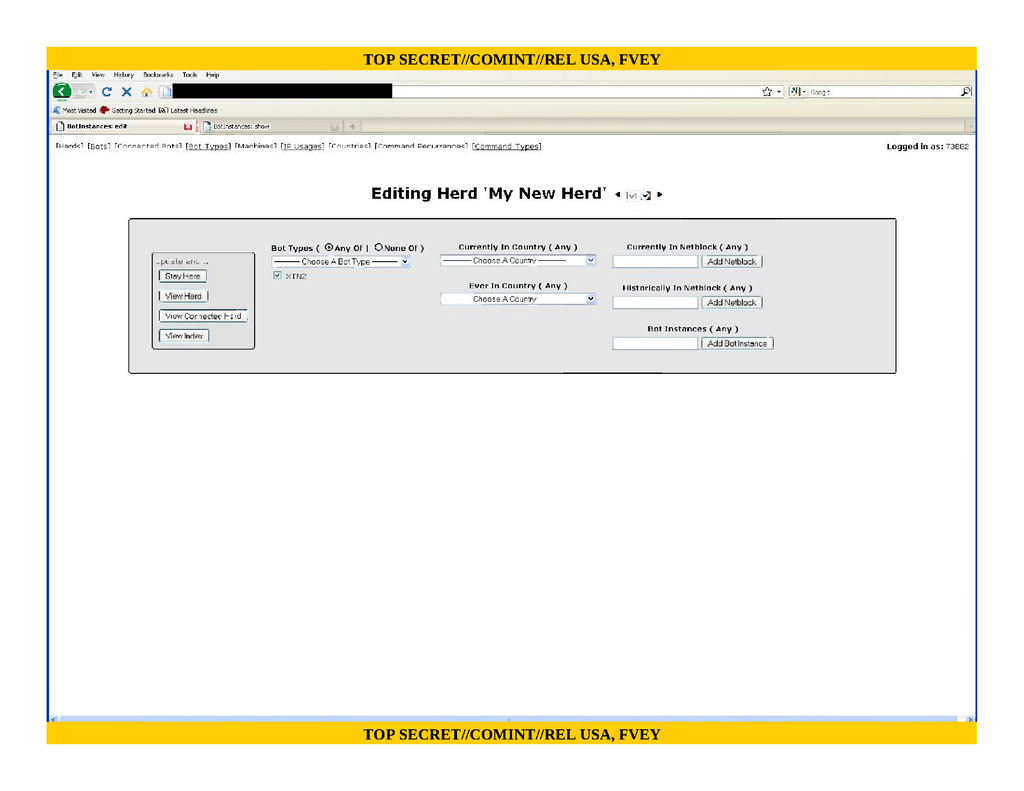 TOP SECRET//COMINT//REL USA, FVEY
File Edit View History Bookmarks Tools Help
Google
Most Visited Getting Started Latest Headlines
BotInstances: edit BotInstances: show
[Herds] [Bots] [Connected Bots] [Bot Types] [Machines] [IP Usages] [Countries] [Command Recurrences] [Command Types] Logged in as: 73882
Editing Herd 'My New Herd'
Bot Types ( Any Of | None Of ) Currently In Country ( Any ) Currently In Netblock ( Any )
Update and ... Choose A Bot Type Choose A Country Add Netblock
Stay Here XTN2
Ever In Country ( Any ) Historically In Netblock ( Any )
View Herd Choose A Country Add Netblock
View Connected Herd
Bot Instances ( Any )
View Index Add BotInstance
TOP SECRET//COMINT//REL USA, FVEY